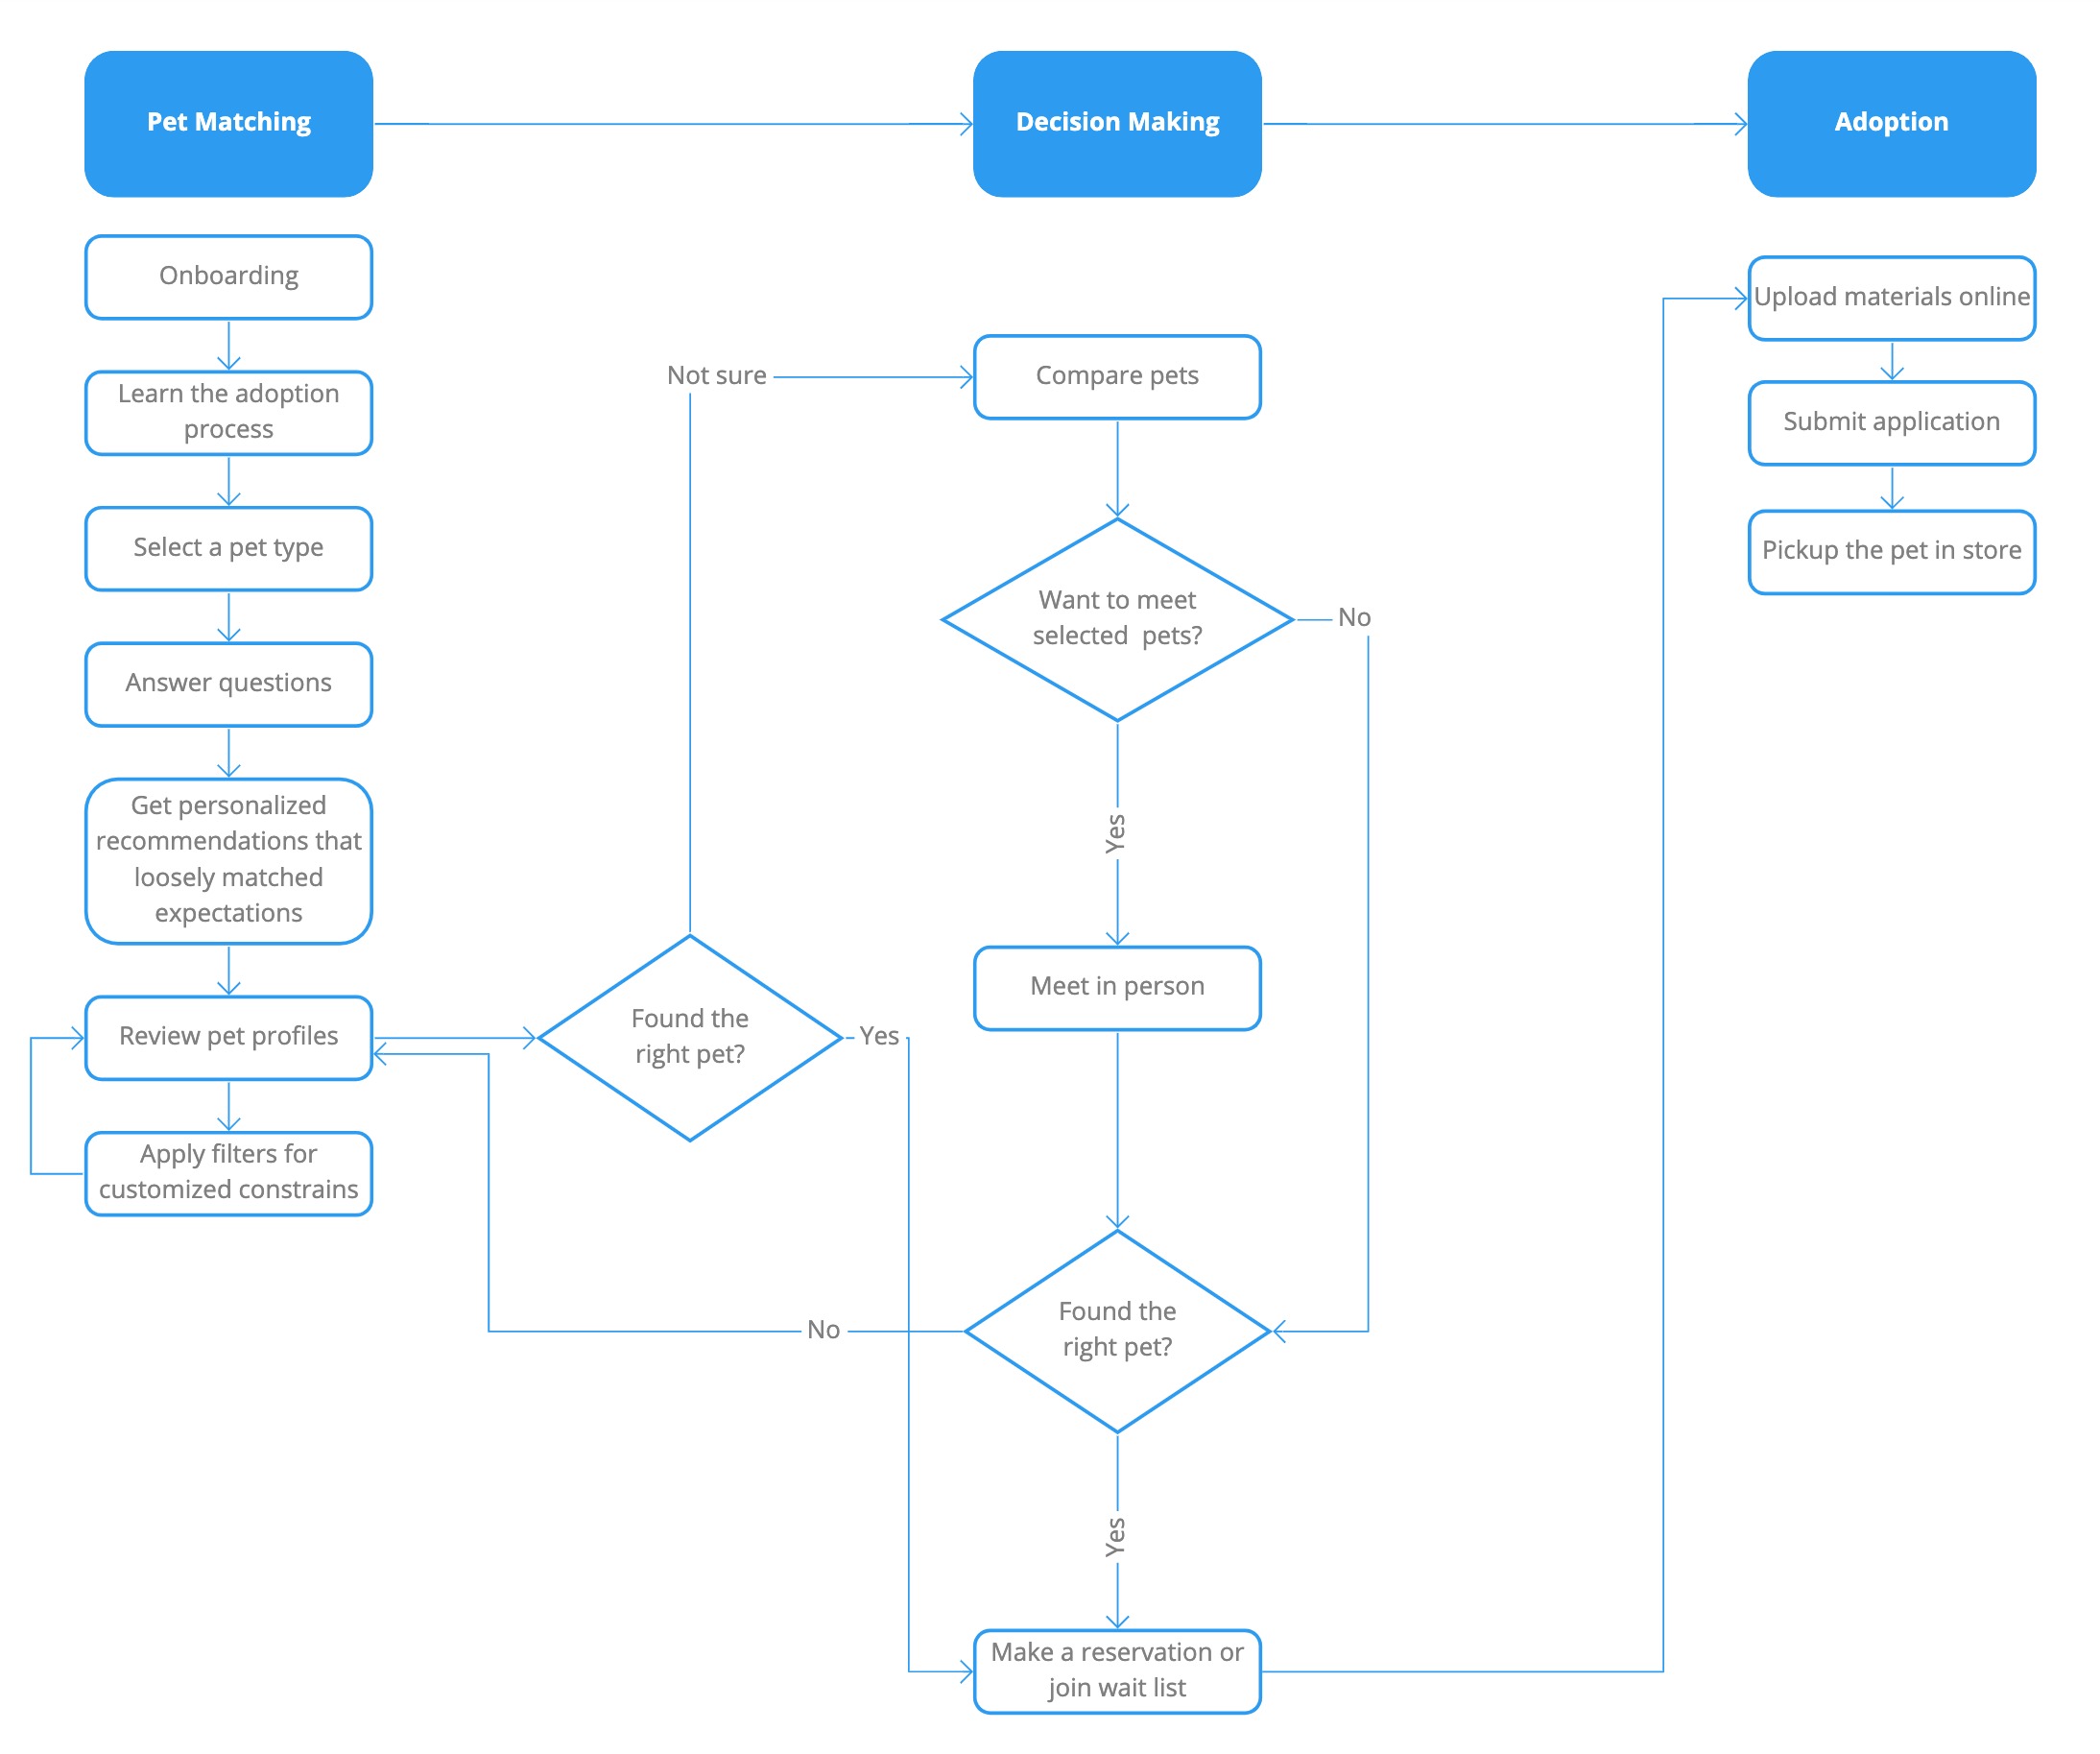 Pet Matching
Decision Making
Adoption
Onboarding
Learn the adoption
process
Select a pet type
Answer questions
Get personalized
recommendations that
loosely matched
expectations
Review pet profiles
Apply filters for
customized constrains
Found the
right pet?
Not sure
Yes
Compare pets
Want to meet
selected  pets?
No
Yes
Meet in person
Found the
right pet?
No
Yes
Make a reservation or
join wait list
Upload materials online
Submit application
Pickup the pet in store